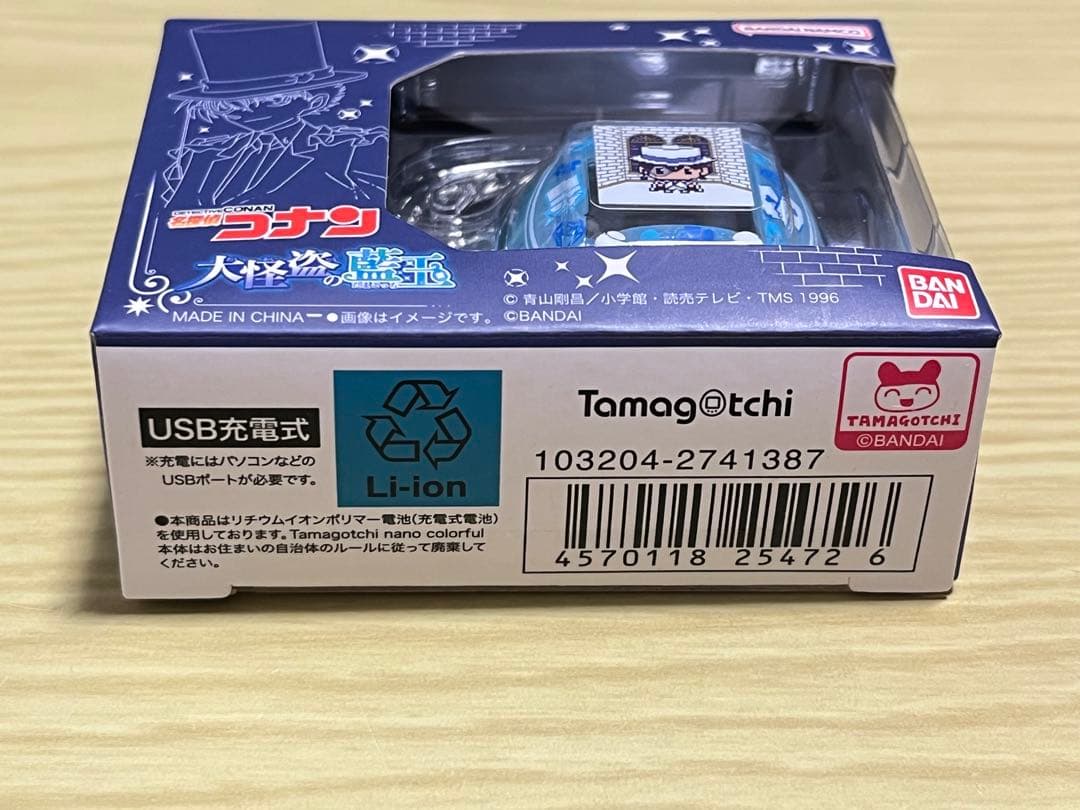 DETECTIVE CONAN
名探偵コナン
大怪盗の藍玉
たまごっち
MADE IN CHINA
●画像はイメージです。
© 青山剛昌／小学館・読売テレビ・TMS 1996
©BANDAI
BAN
DAI
USB充電式
※充電にはパソコンなどの
USBポートが必要です。
Li-ion
●本商品はリチウムイオンポリマー電池(充電式電池)
を使用しております。Tamagotchi nano colorful
本体はお住まいの自治体のルールに従って廃棄して
ください。
Tamagotchi
103204-2741387
4570118 25472 6
TAMAGOTCHI
©BANDAI